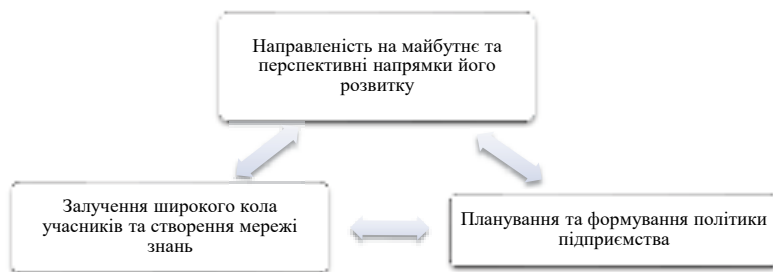 Направленість на майбутнє та
перспективні напрямки його
розвитку
Залучення широкого кола
учасників та створення мережі
знань
Планування та формування політики
підприємства